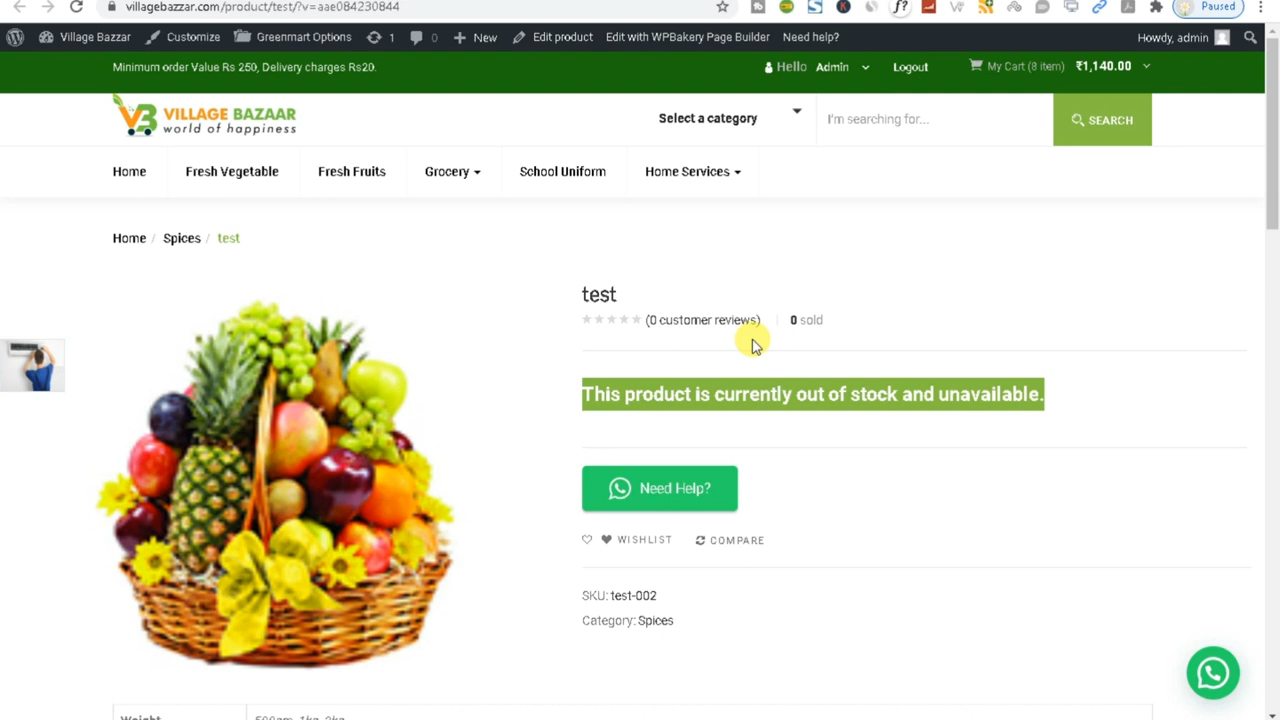 villagebazzar.com/product/test/?v=aae084230844
Paused
Village Bazzar Customize Greenmart Options 1 0 New Edit product Edit with WPBakery Page Builder Need help? Howdy, admin
Minimum order Value Rs 250, Delivery charges Rs20. Hello Admin Logout My Cart (8 item) ₹1,140.00
VB VILLAGE BAZAAR
world of happiness
Select a category I'm searching for... SEARCH
Home Fresh Vegetable Fresh Fruits Grocery School Uniform Home Services
Home / Spices / test
test
(0 customer reviews) 0 sold
This product is currently out of stock and unavailable.
Need Help?
WISHLIST COMPARE
SKU: test-002
Category: Spices
Weight 500gm, 1kg, 2kg